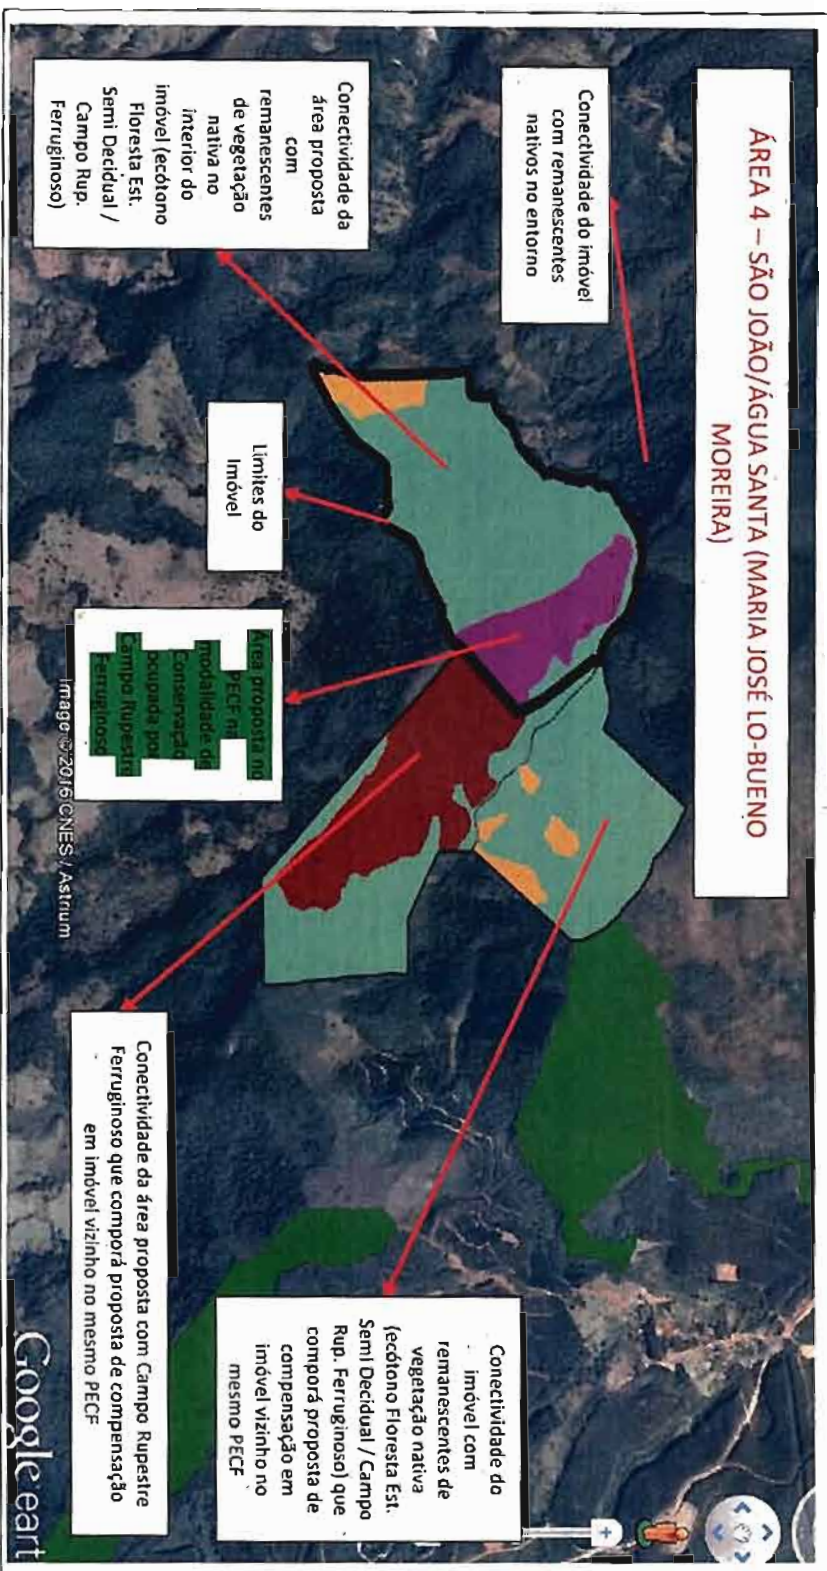 ÁREA 4 – SÃO JOÃO/ÁGUA SANTA (MARIA JOSÉ LO-BUENO
MOREIRA)
Conectividade do imóvel
com remanescentes
nativos no entorno
Conectividade da
área proposta
com
remanescentes
de vegetação
nativa no
interior do
imóvel (ecótono
Floresta Est.
Semi Decidual /
Campo Rup.
Ferruginoso)
Limites do
Imóvel
Área proposta no
PECF na
modalidade de
Conservação
ocupada por
Campo Rupestre
Ferruginoso
Conectividade do
imóvel com
remanescentes de
vegetação nativa
(ecótono Floresta Est.
Semi Decidual / Campo
Rup. Ferruginoso) que
comporá proposta de
compensação em
imóvel vizinho no
mesmo PECF
Conectividade da área proposta com Campo Rupestre
Ferruginoso que comporá proposta de compensação
em imóvel vizinho no mesmo PECF
Image © 2016 CNES / Astrium
Google eart